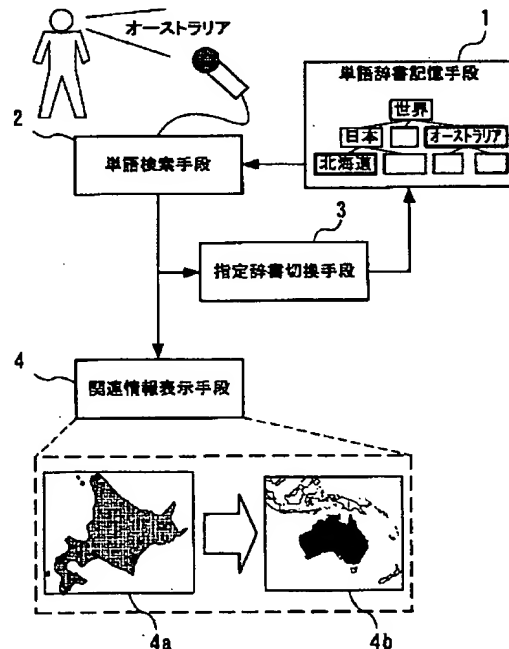 オーストラリア
1
単語辞書記憶手段
世界
日本
オーストラリア
北海道
2
単語検索手段
3
指定辞書切換手段
4
関連情報表示手段
4a
4b